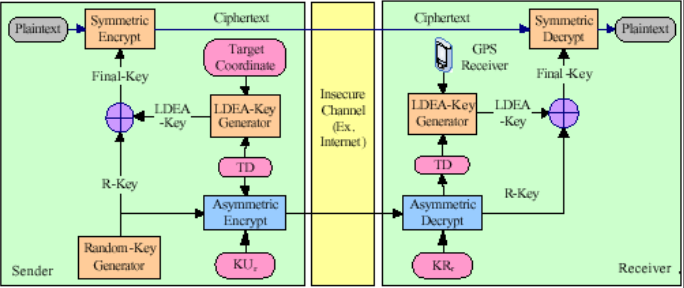 Plaintext
Symmetric
Encrypt
Ciphertext
Target
Coordinate
Final-Key
LDEA
-Key
LDEA-Key
Generator
R-Key
TD
Asymmetric
Encrypt
Random-Key
Generator
KUr
Sender
Insecure
Channel
(Ex.
Internet)
Ciphertext
Symmetric
Decrypt
Plaintext
GPS
Receiver
Final-Key
LDEA-Key
Generator
LDEA
-Key
TD
R-Key
Asymmetric
Decrypt
KRr
Receiver